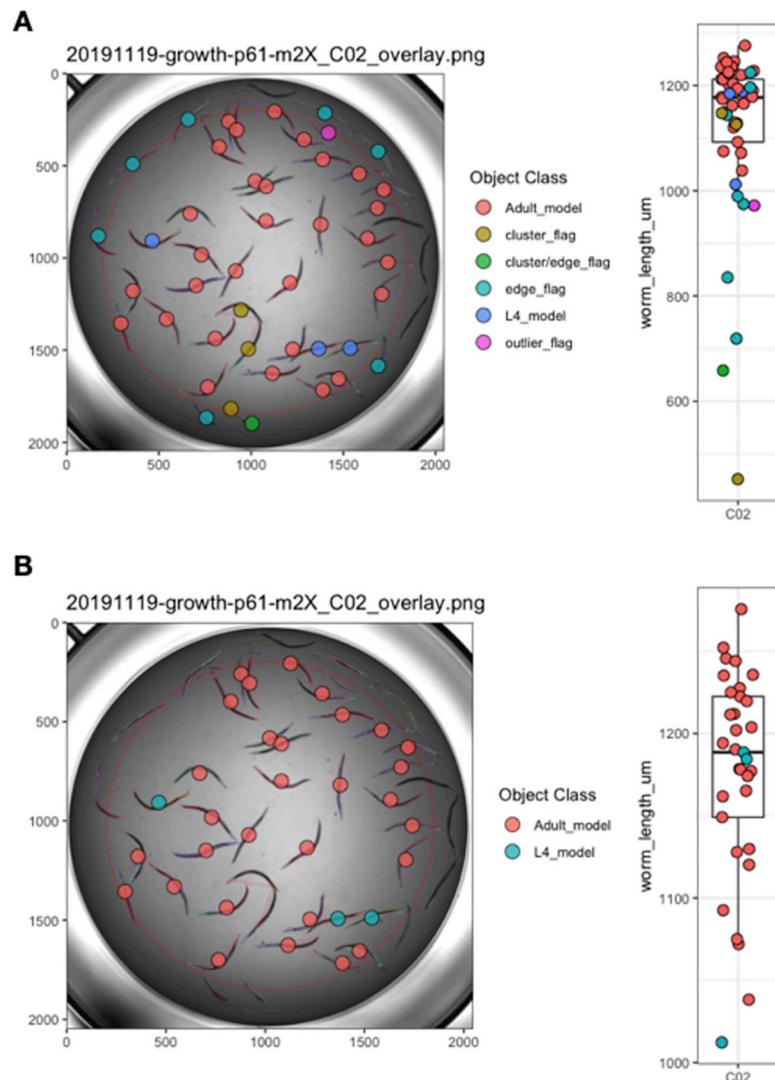 A
20191119-growth-p61-m2X_C02_overlay.png
0
500
1000
1500
2000
0
500
1000
1500
2000
Object Class
Adult_model
cluster_flag
cluster/edge_flag
edge_flag
L4_model
outlier_flag
worm_length_um
1200
1000
800
600
C02
B
20191119-growth-p61-m2X_C02_overlay.png
0
500
1000
1500
2000
0
500
1000
1500
2000
Object Class
Adult_model
L4_model
worm_length_um
1200
1100
1000
C02